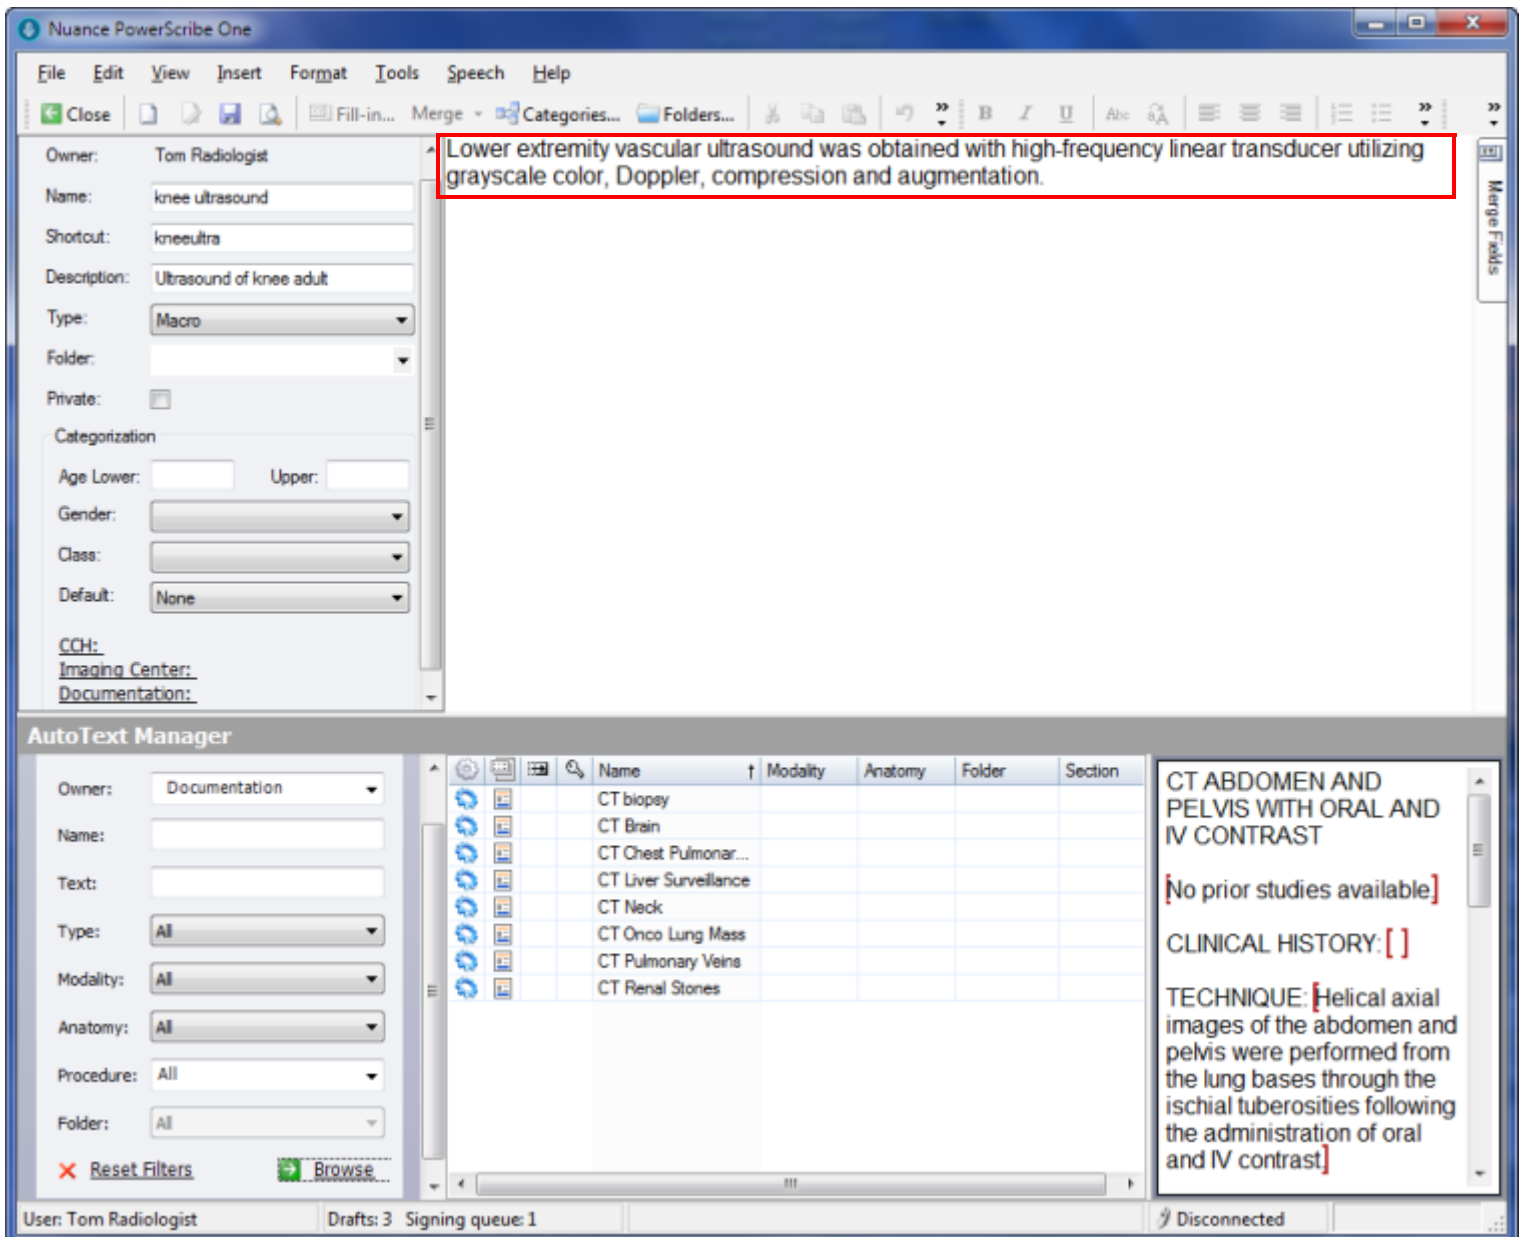 Nuance PowerScribe One
File Edit View Insert Format Tools Speech Help
Close Fill-in... Merge Categories... Folders... B I U Abc
Owner: Tom Radiologist
Name: knee ultrasound
Shortcut: kneeultra
Description: Ultrasound of knee adult
Type: Macro
Folder:
Private:
Categorization
Age Lower: Upper:
Gender:
Class:
Default: None
CCH:
Imaging Center:
Documentation:
Lower extremity vascular ultrasound was obtained with high-frequency linear transducer utilizing
grayscale color, Doppler, compression and augmentation.
Merge Fields
AutoText Manager
Owner: Documentation
Name:
Text:
Type: All
Modality: All
Anatomy: All
Procedure: All
Folder: All
Reset Filters Browse
Name Modality Anatomy Folder Section
CT biopsy
CT Brain
CT Chest Pulmonar...
CT Liver Surveillance
CT Neck
CT Onco Lung Mass
CT Pulmonary Veins
CT Renal Stones
CT ABDOMEN AND
PELVIS WITH ORAL AND
IV CONTRAST
[No prior studies available.]
CLINICAL HISTORY: [ ]
TECHNIQUE: [Helical axial
images of the abdomen and
pelvis were performed from
the lung bases through the
ischial tuberosities following
the administration of oral
and IV contrast.]
User: Tom Radiologist Drafts: 3 Signing queue: 1 Disconnected